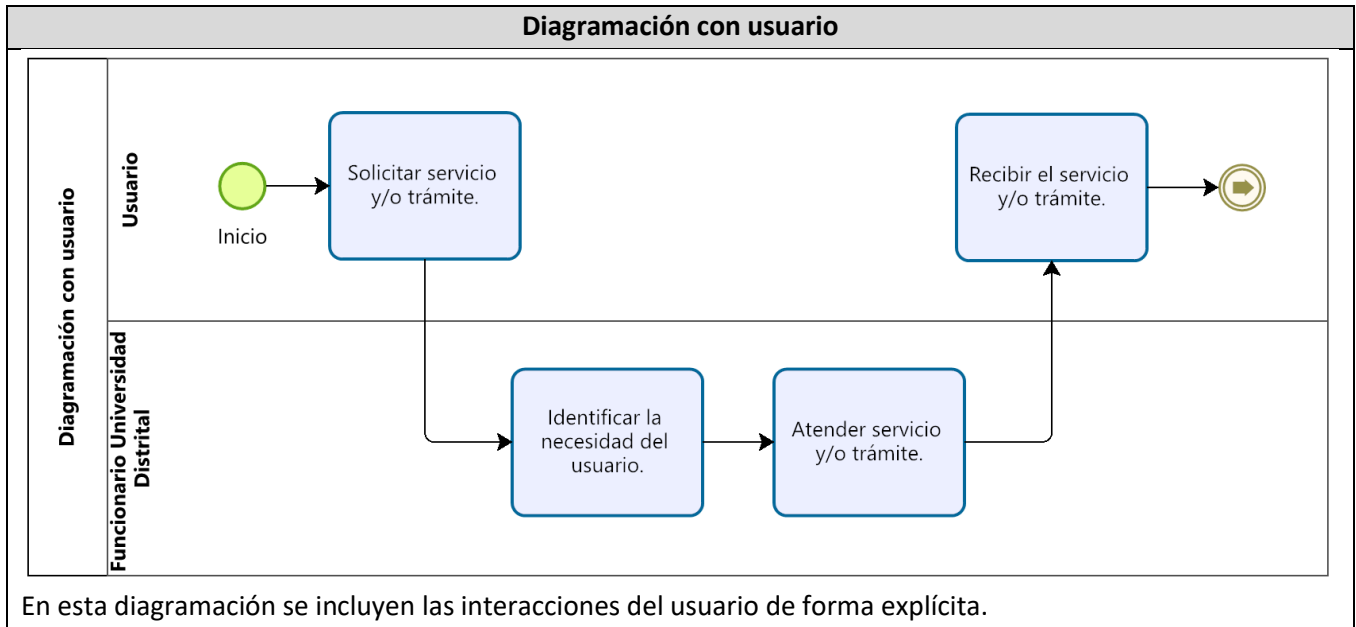 Diagramación con usuario
Diagramación con usuario
Usuario
Inicio
Solicitar servicio
y/o trámite.
Recibir el servicio
y/o trámite.
Funcionario Universidad
Distrital
Identificar la
necesidad del
usuario.
Atender servicio
y/o trámite.
En esta diagramación se incluyen las interacciones del usuario de forma explícita.